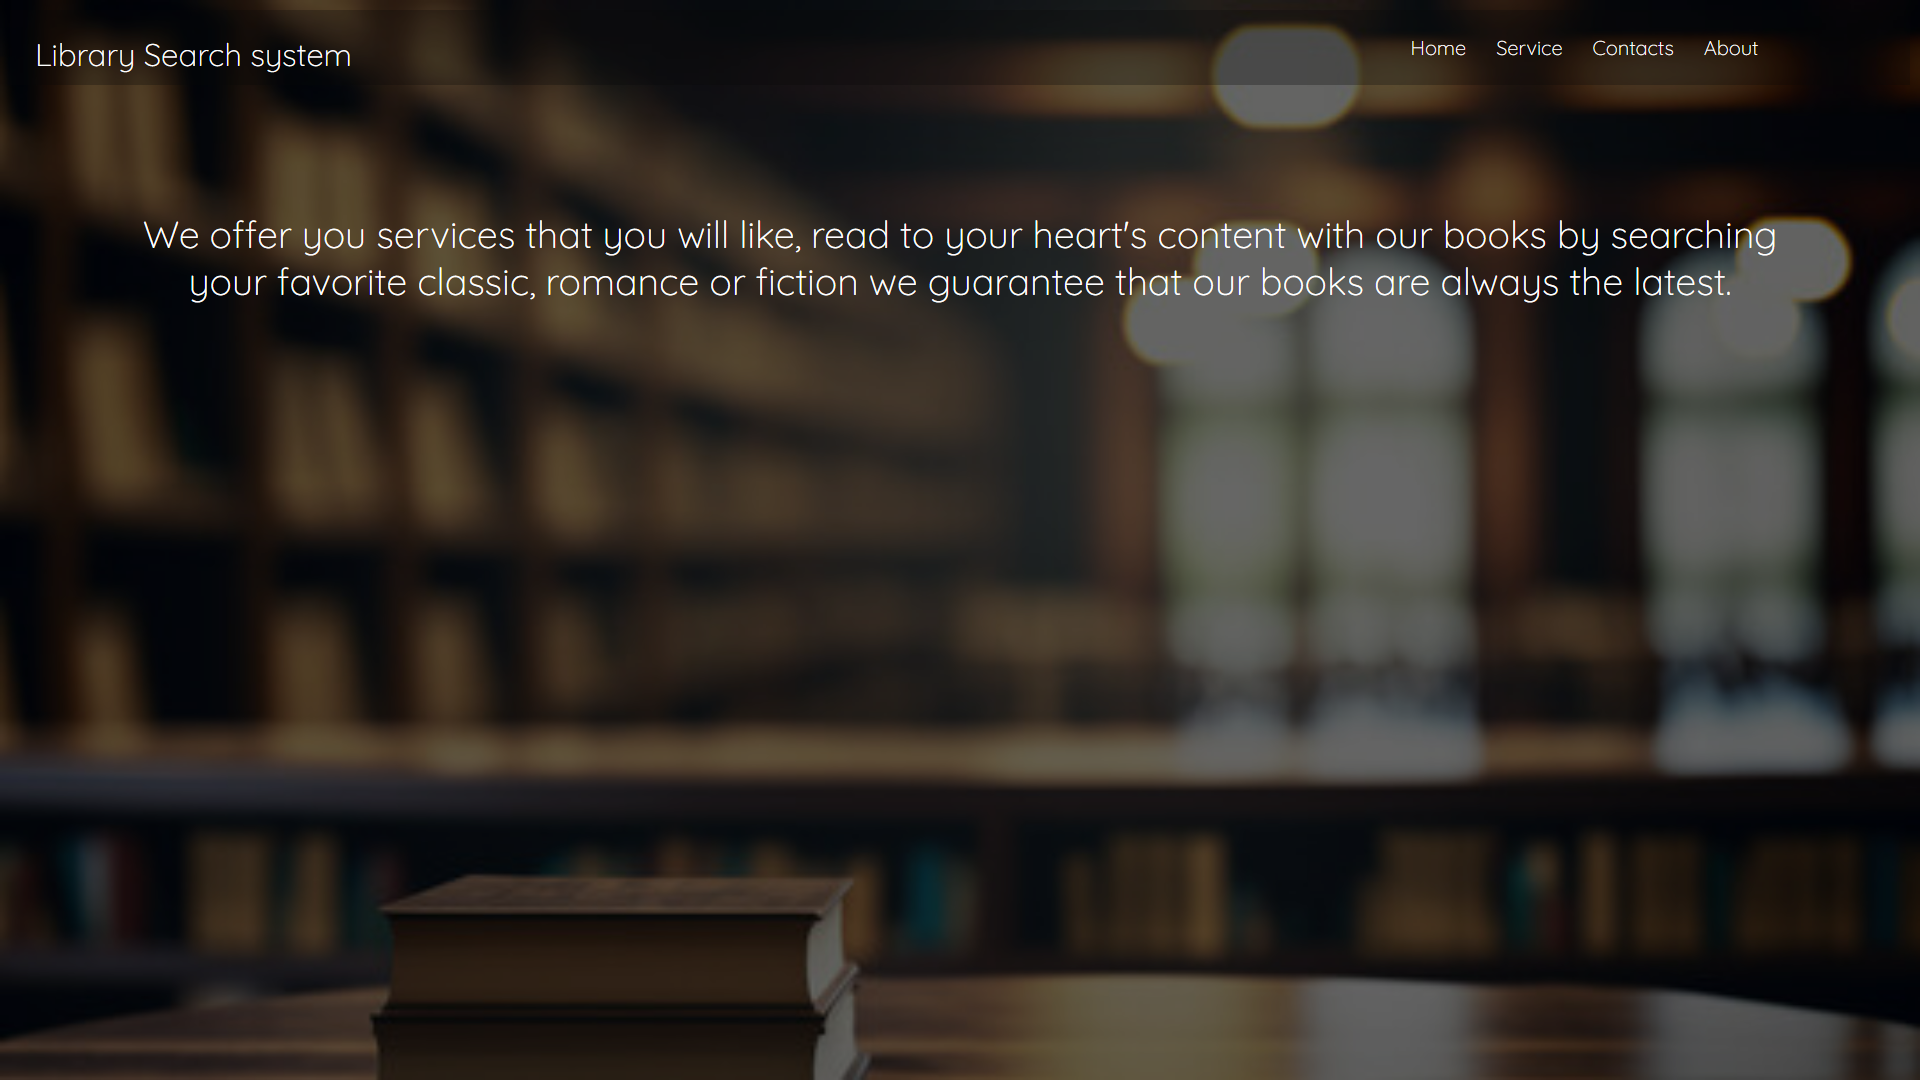 Library Search system
Home Service Contacts About
We offer you services that you will like, read to your heart's content with our books by searching
your favorite classic, romance or fiction we guarantee that our books are always the latest.